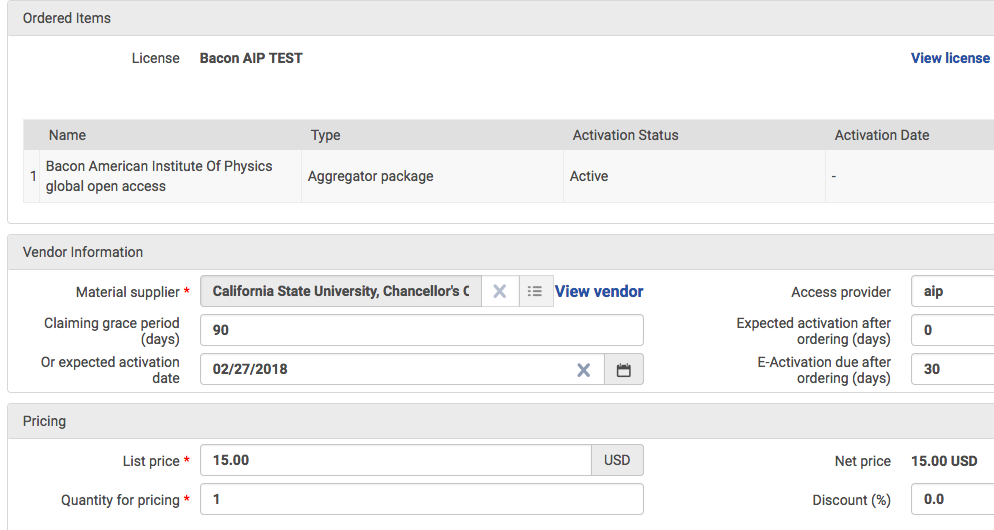 Ordered Items
License Bacon AIP TEST View license
Name Type Activation Status Activation Date
1 Bacon American Institute Of Physics global open access Aggregator package Active -
Vendor Information
Material supplier * California State University, Chancellor's View vendor Access provider aip
Claiming grace period (days) 90 Expected activation after ordering (days) 0
Or expected activation date 02/27/2018 E-Activation due after ordering (days) 30
Pricing
List price * 15.00 USD Net price 15.00 USD
Quantity for pricing * 1 Discount (%) 0.0